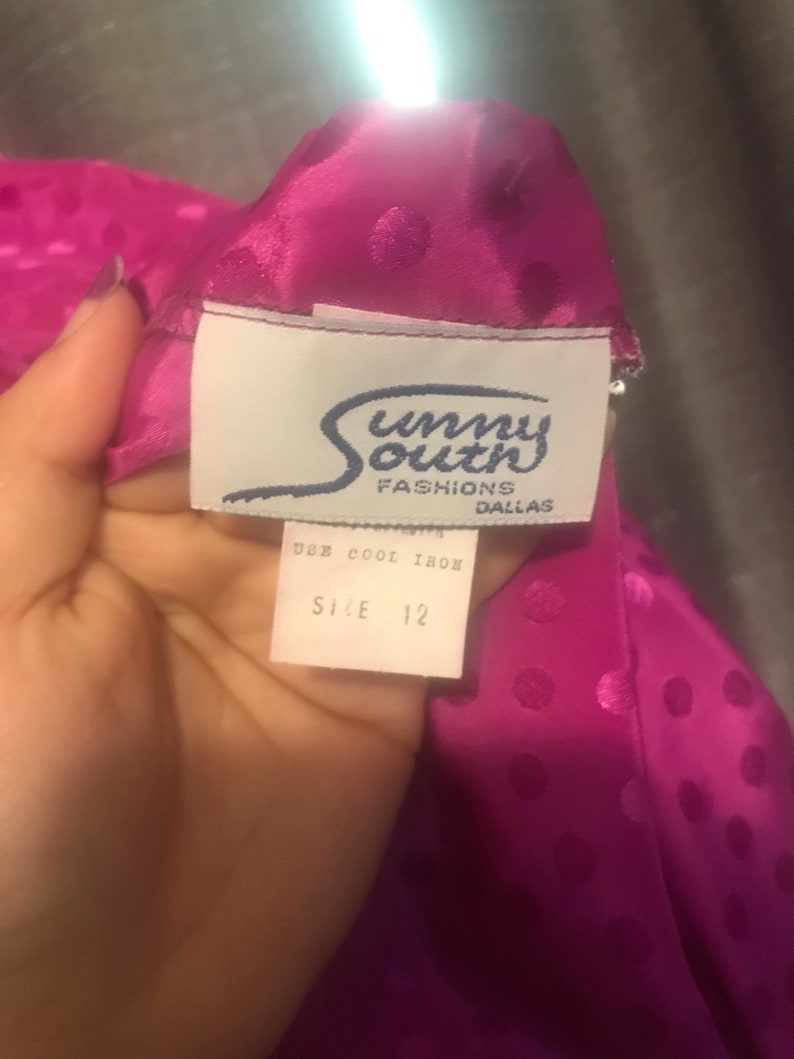 Sunny
South
FASHIONS
DALLAS
USE COOL IRON
SIZE 12